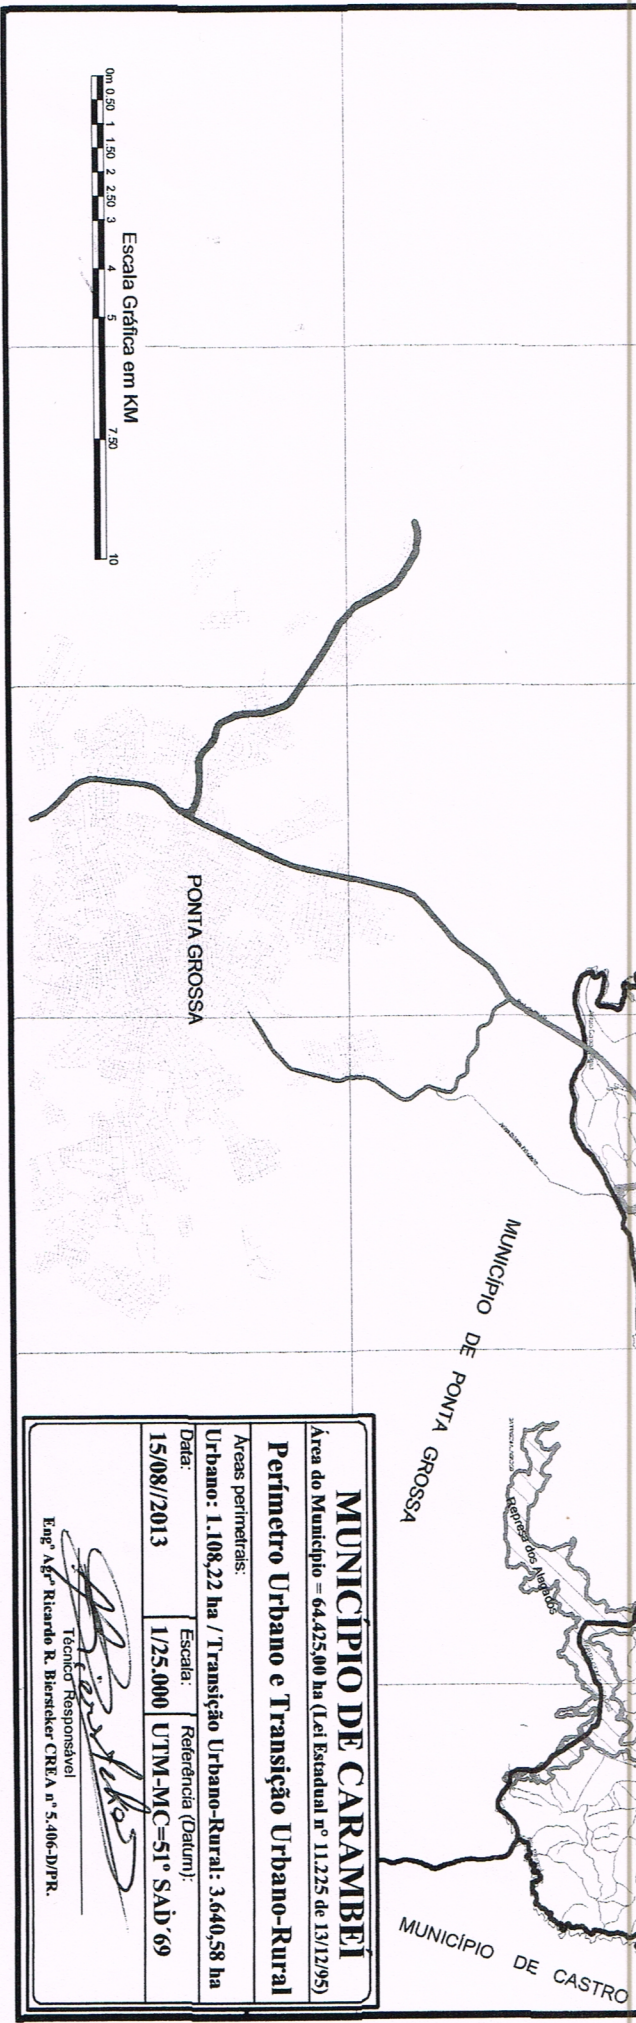 Escala Gráfica em KM
0m 0.50 1 1.50 2 2.50 3 4 5 7.50 10
PONTA GROSSA
MUNICÍPIO DE PONTA GROSSA
Represa dos Alagados
MUNICÍPIO DE CASTRO
MUNICÍPIO DE CARAMBEÍ
Área do Município = 64.425,00 ha (Lei Estadual nº 11.225 de 13/12/95)
Perímetro Urbano e Transição Urbano-Rural
Áreas perimetrais:
Urbano: 1.108,22 ha / Transição Urbano-Rural: 3.640,58 ha
Data: Escala: Referência (Datum):
15/08//2013 1/25.000 UTM-MC=51º SAD´69
Técnico Responsável
Engº Agrº Ricardo R. Biersteker CREA nº 5.406-D/PR.